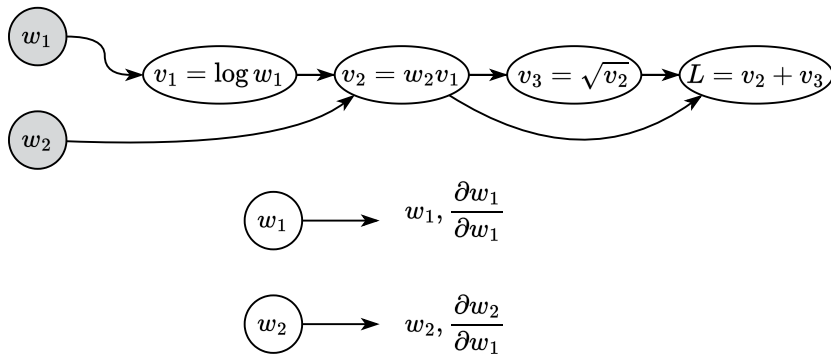 w₁
v₁ = log w₁
v₂ = w₂v₁
v₃ = √v₂
L = v₂ + v₃
w₂
w₁
w₁, ∂w₁/∂w₁
w₂
w₂, ∂w₂/∂w₁